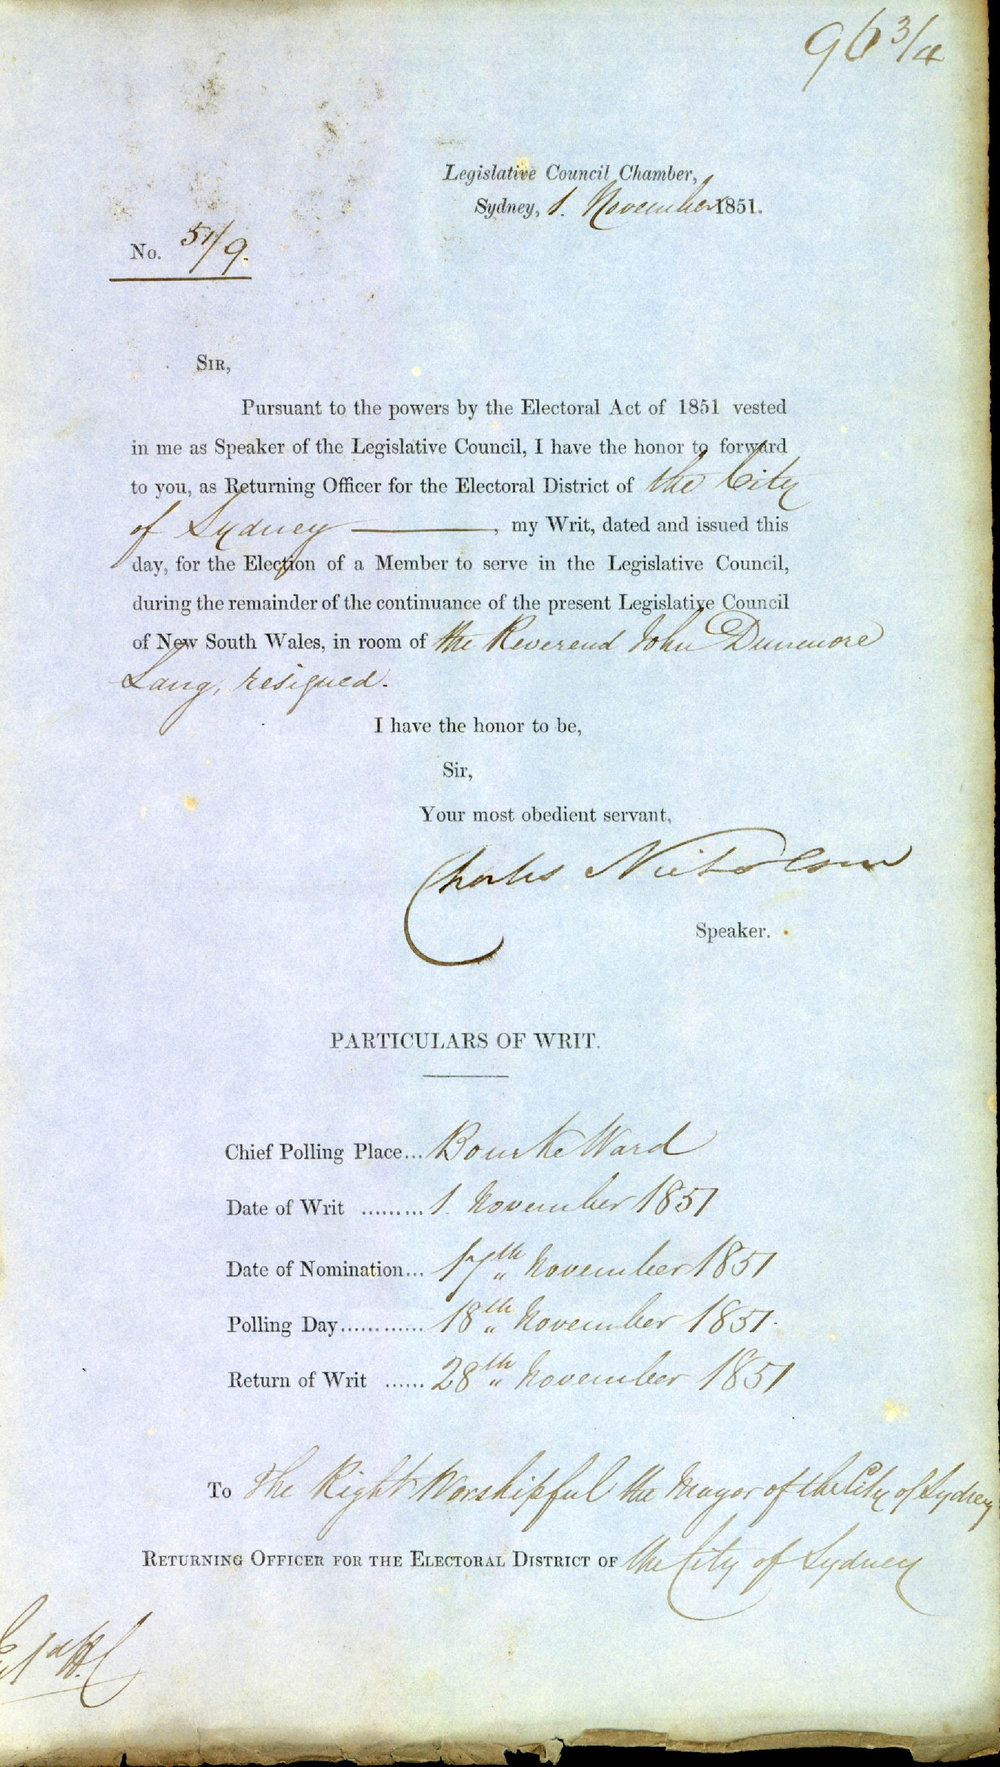 96 3/4
Legislative Council Chamber,
Sydney, 1. November 1851.
No. 51/9.
SIR,
Pursuant to the powers by the Electoral Act of 1851 vested
in me as Speaker of the Legislative Council, I have the honor to forward
to you, as Returning Officer for the Electoral District of the City
of Sydney ————, my Writ, dated and issued this
day, for the Election of a Member to serve in the Legislative Council,
during the remainder of the continuance of the present Legislative Council
of New South Wales, in room of the Reverend John Dunmore
Lang, resigned.
I have the honor to be,
Sir,
Your most obedient servant,
Charles Nicholson
Speaker.
PARTICULARS OF WRIT.
Chief Polling Place... Bourke Ward
Date of Writ ......... 1. November 1851
Date of Nomination... 17th November 1851
Polling Day............ 18th November 1851.
Return of Writ ...... 28th November 1851
To The Right Worshipful the Mayor of the City of Sydney
RETURNING OFFICER FOR THE ELECTORAL DISTRICT OF the City of Sydney